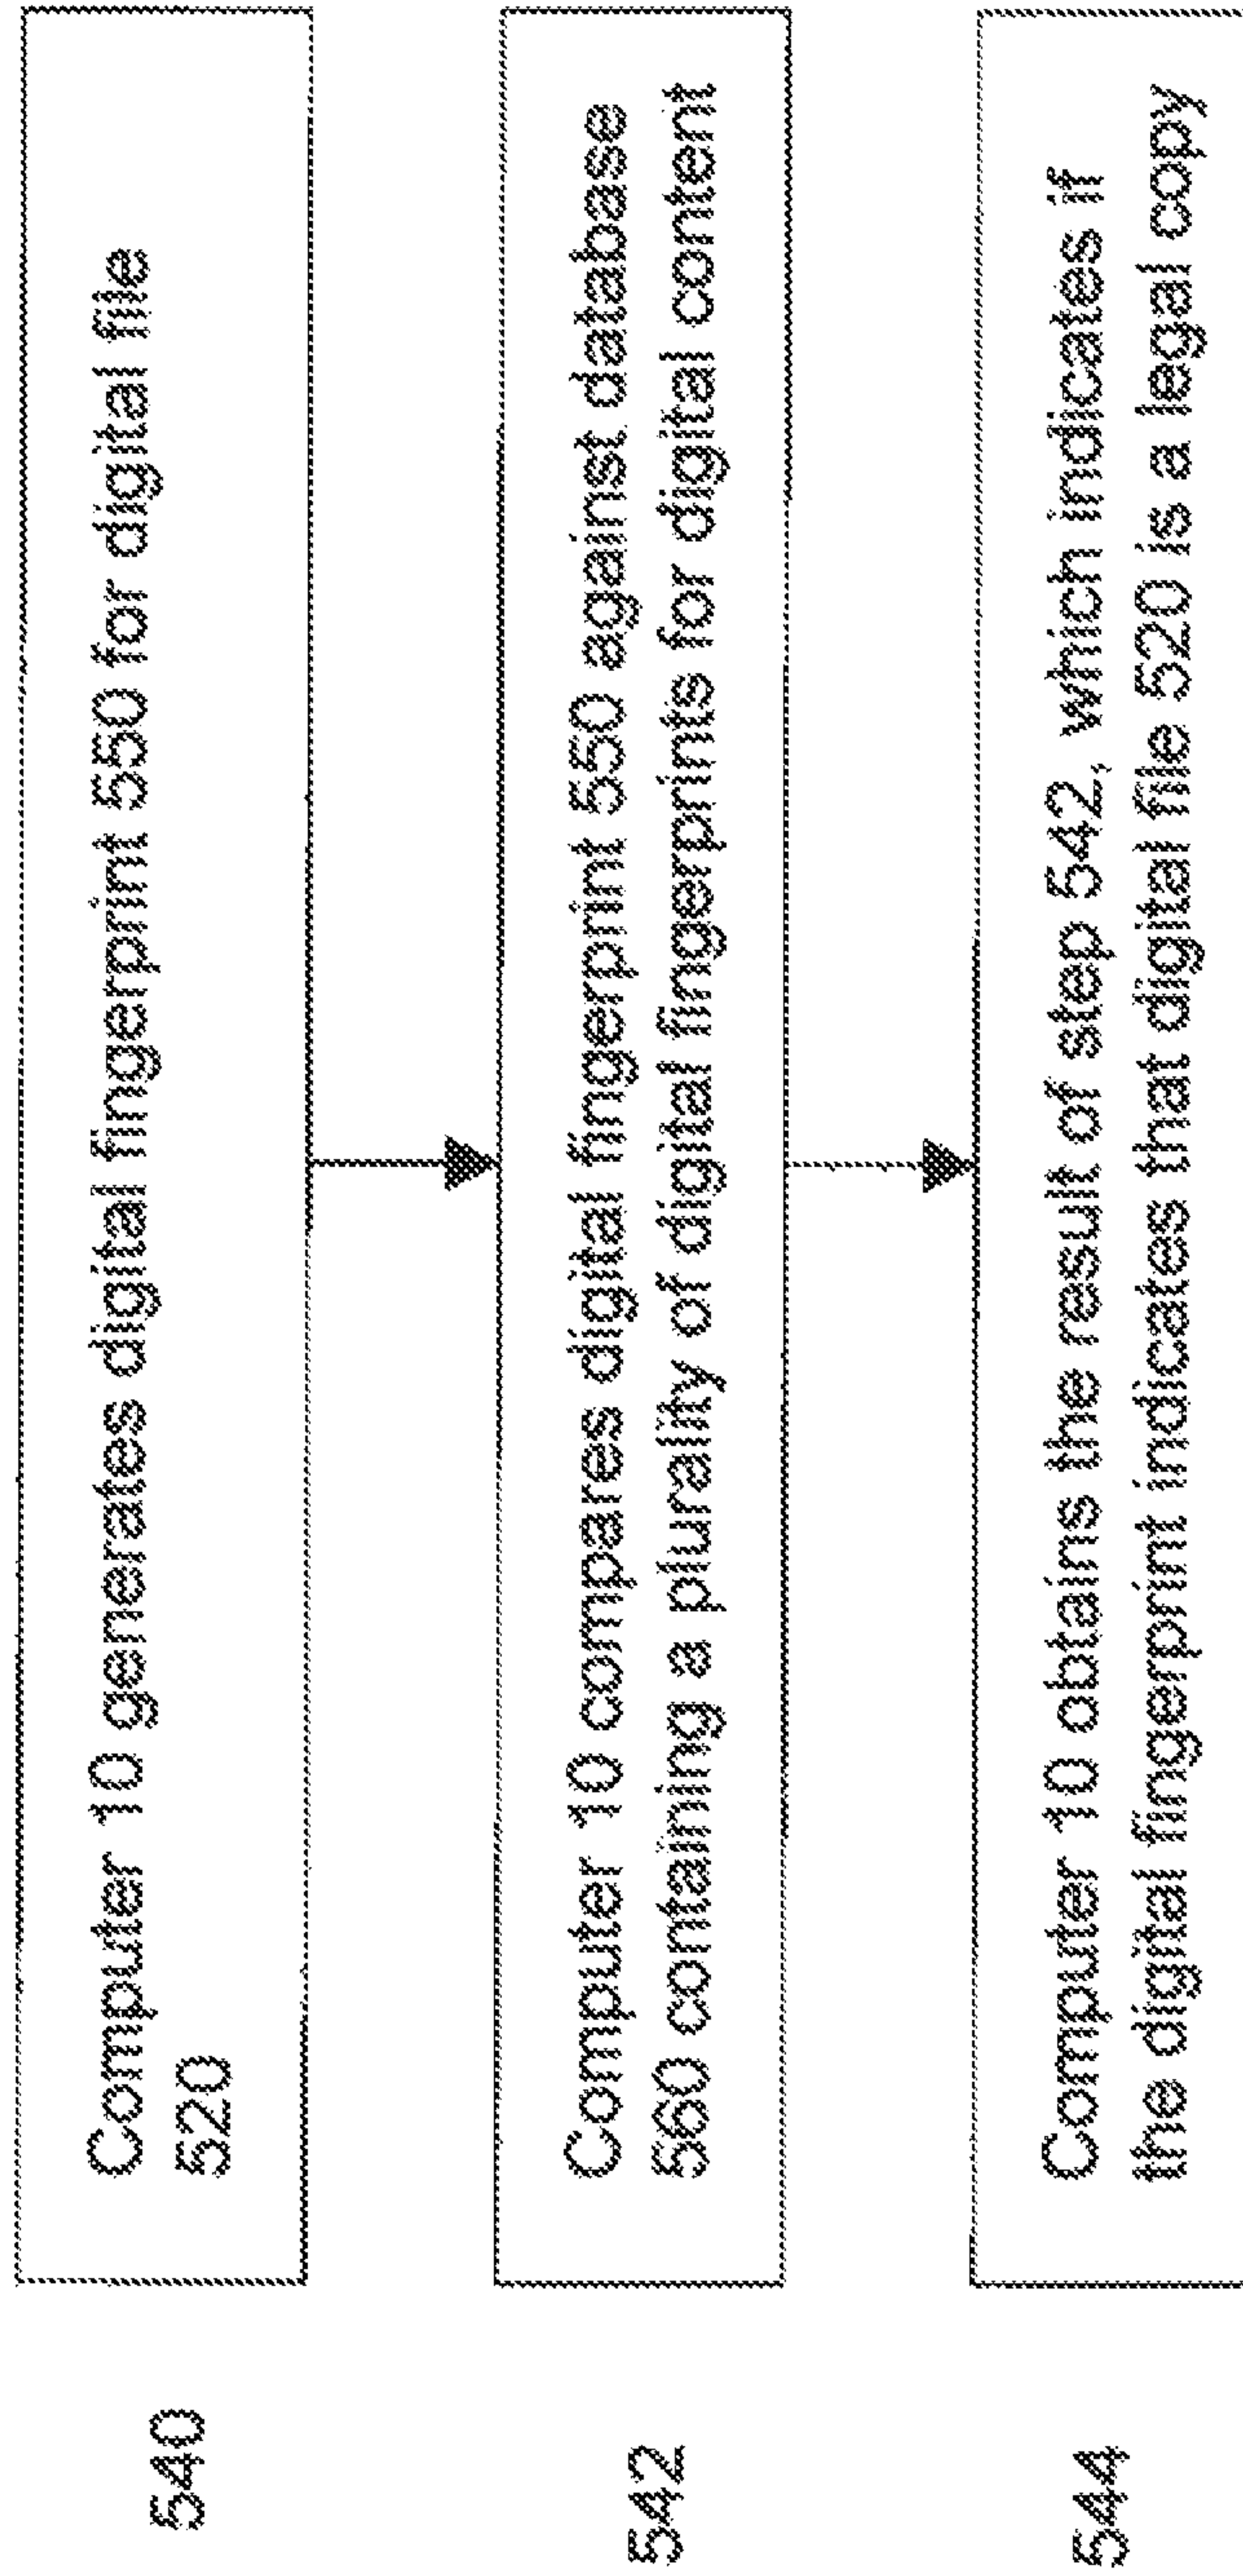 540
Computer 10 generates digital fingerprint 550 for digital file
520
542
Computer 10 compares digital fingerprint 550 against database
560 containing a plurality of digital fingerprints for digital content
544
Computer 10 obtains the result of step 542, which indicates if
the digital fingerprint indicates that digital file 520 is a legal copy